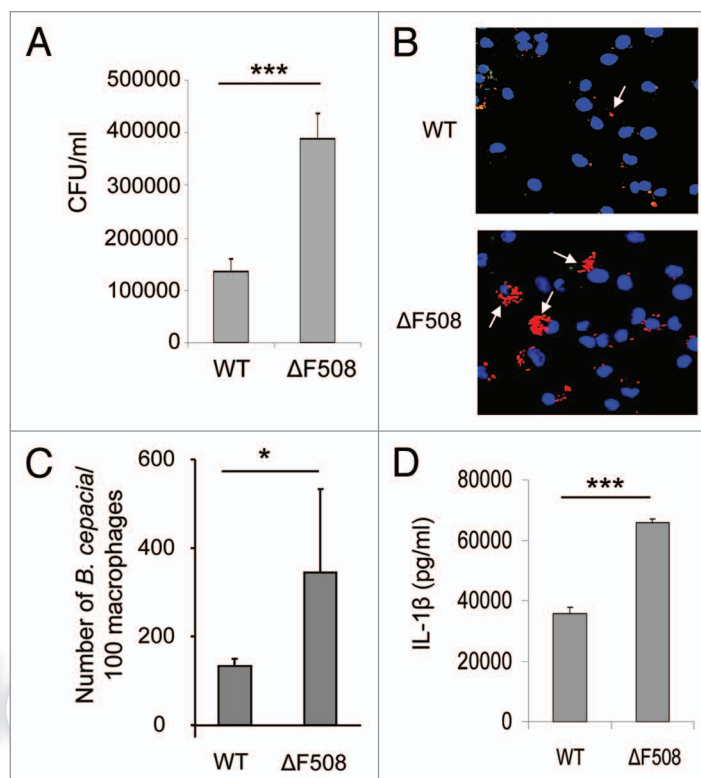 A
CFU/ml
500000
400000
300000
200000
100000
0
***
WT
ΔF508
B
WT
ΔF508
C
Number of B. cepacia/
100 macrophages
600
400
200
0
*
WT
ΔF508
D
IL-1β (pg/ml)
80000
60000
40000
20000
0
***
WT
ΔF508